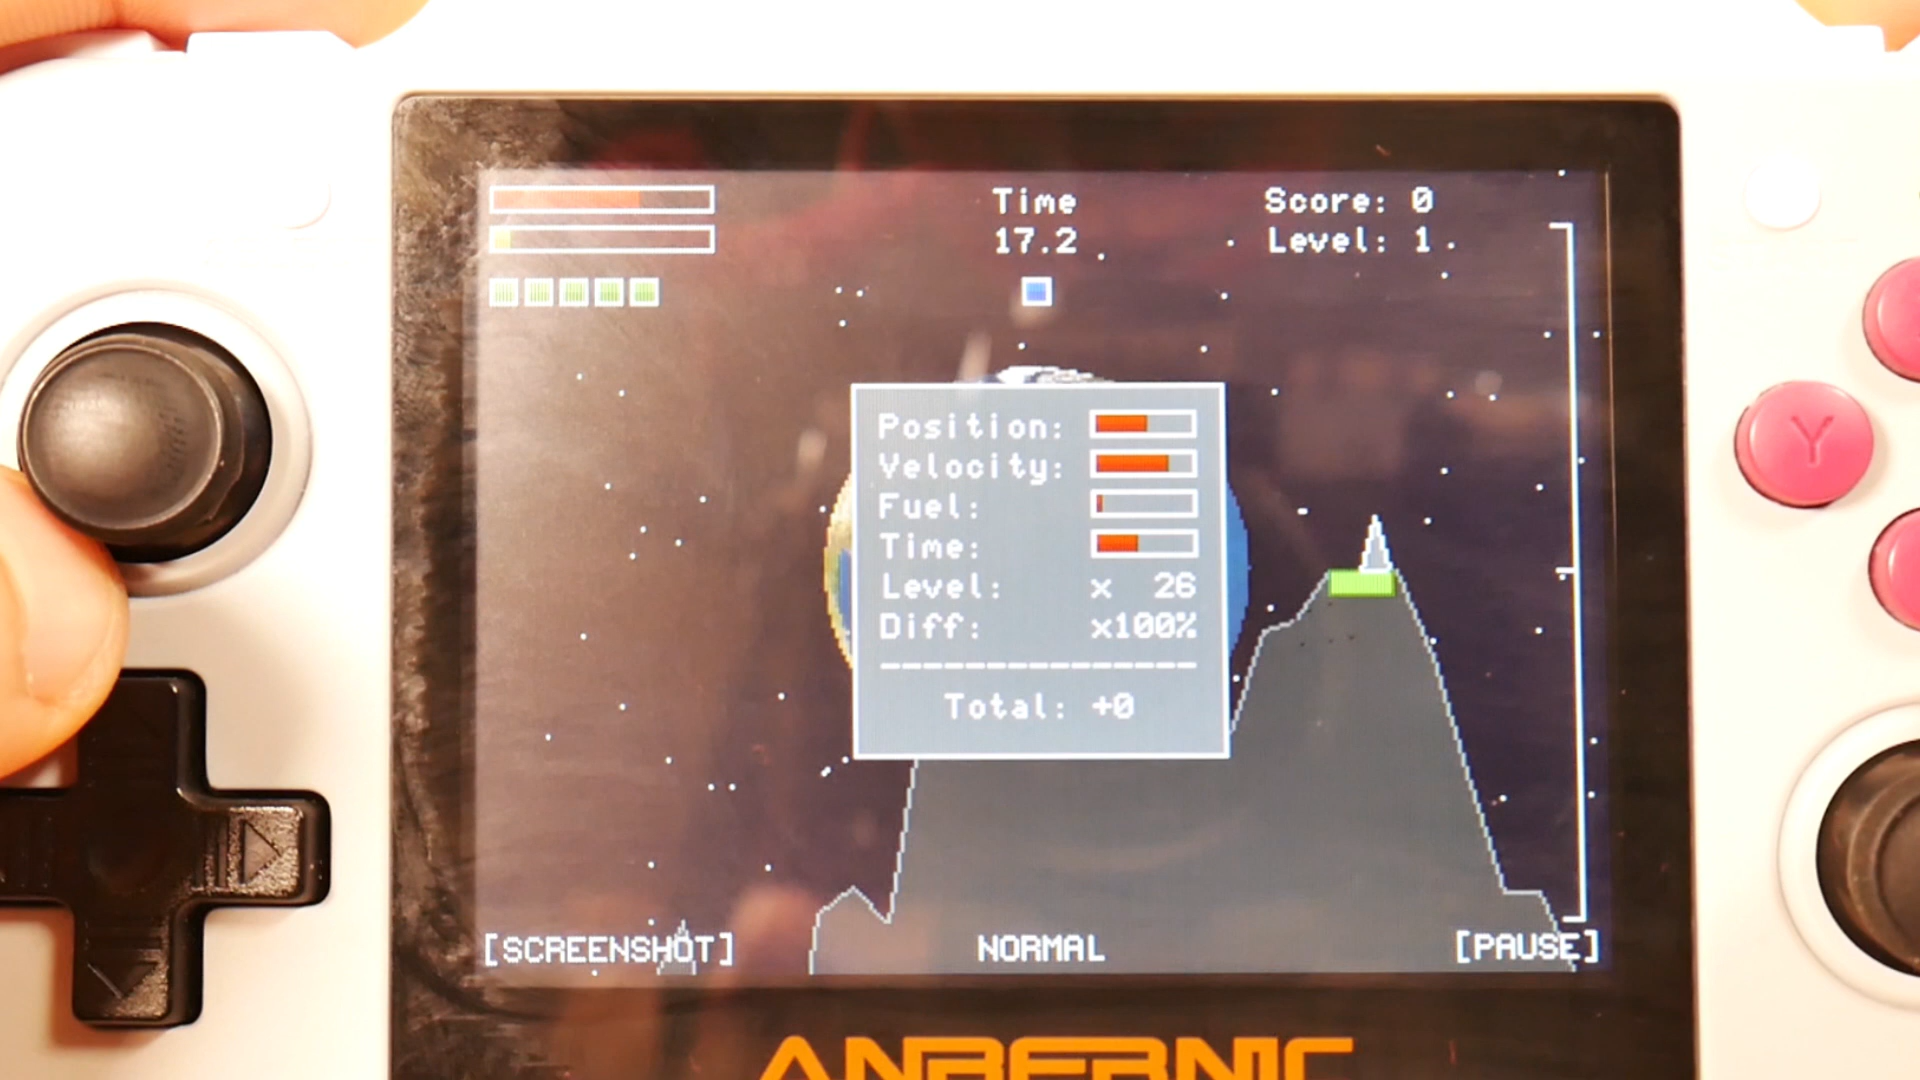 Time
17.2
Score: 0
Level: 1
Position:
Velocity:
Fuel:
Time:
Level: x 26
Diff: x100%
---------------
Total: +0
[SCREENSHOT]
NORMAL
[PAUSE]
Y
ANBERNIC